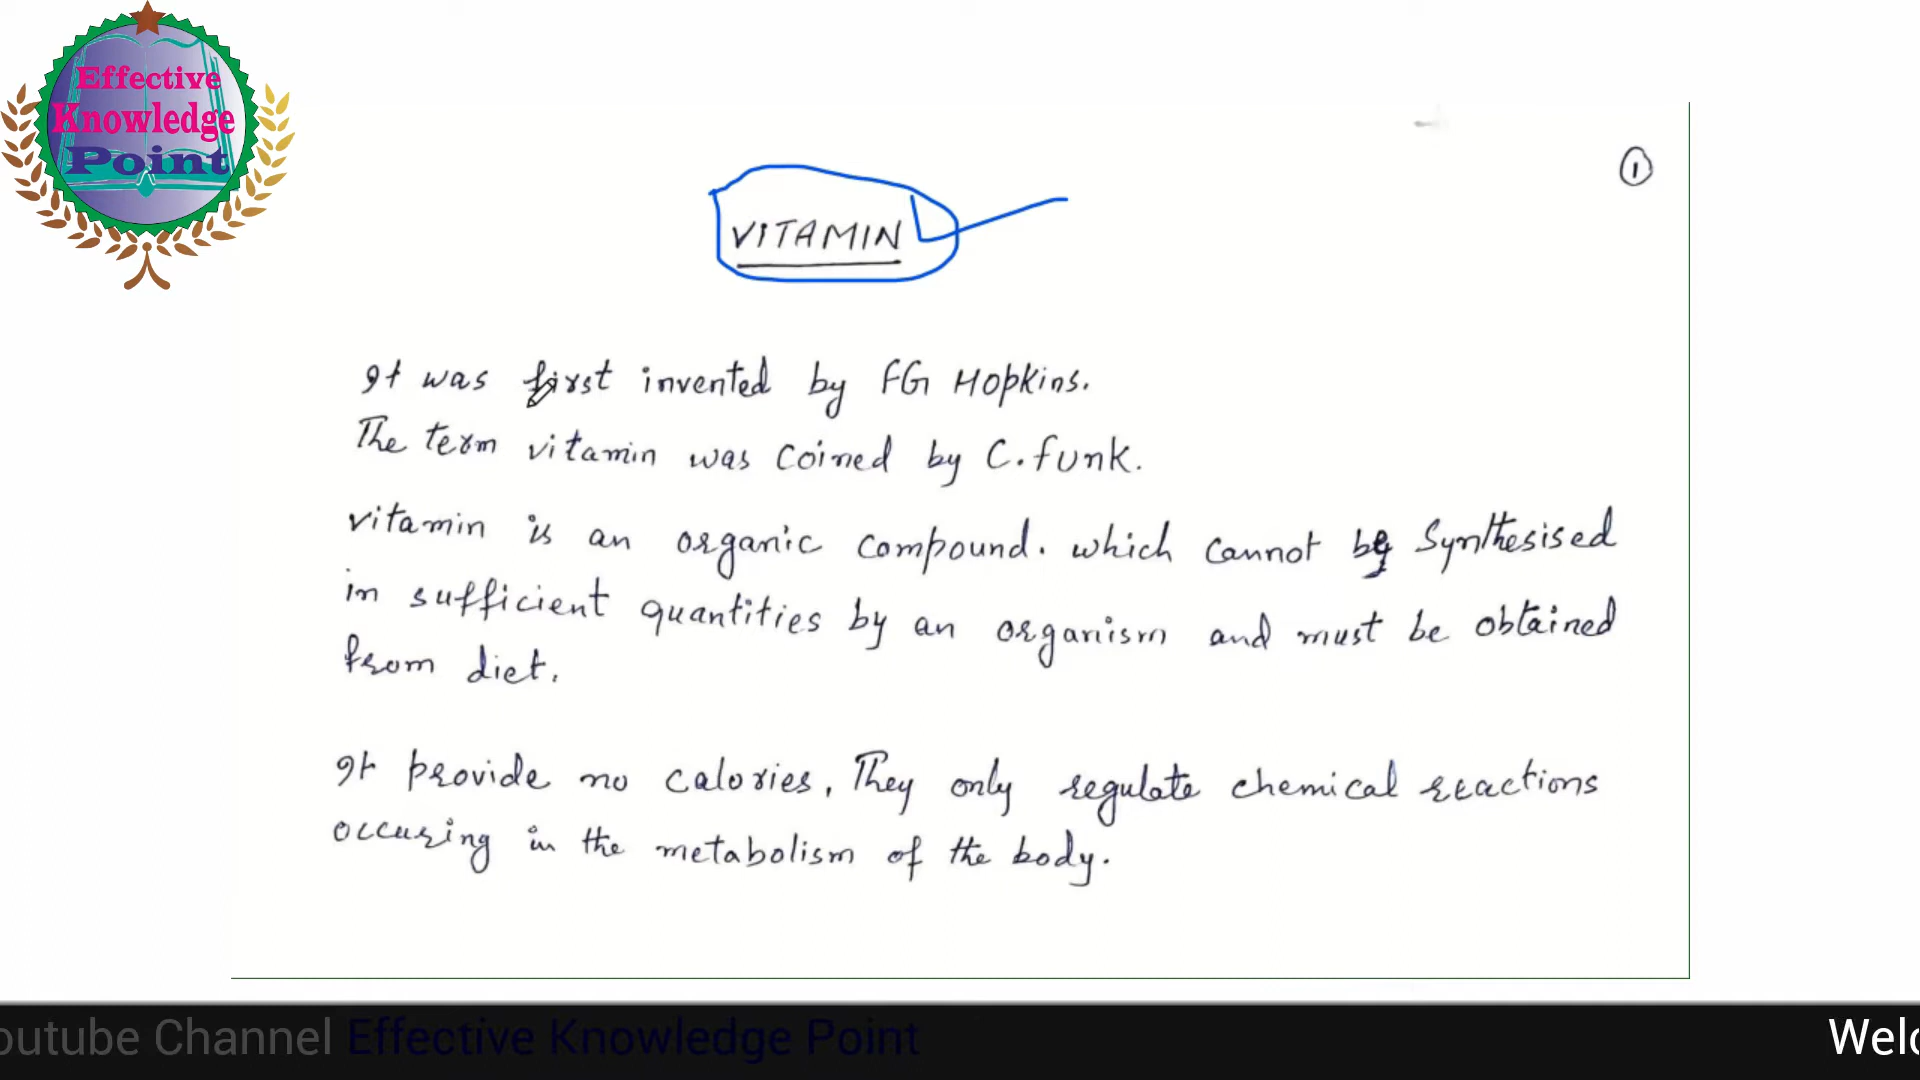 Effective
Knowledge
Point
1
VITAMIN
It was first invented by FG Hopkins.
The term vitamin was coined by C. funk.
vitamin is an organic compound. which cannot be synthesised
in sufficient quantities by an organism and must be obtained
from diet.
It provide no calories, They only regulate chemical reactions
occuring in the metabolism of the body.
outube Channel Effective Knowledge Point
Welc